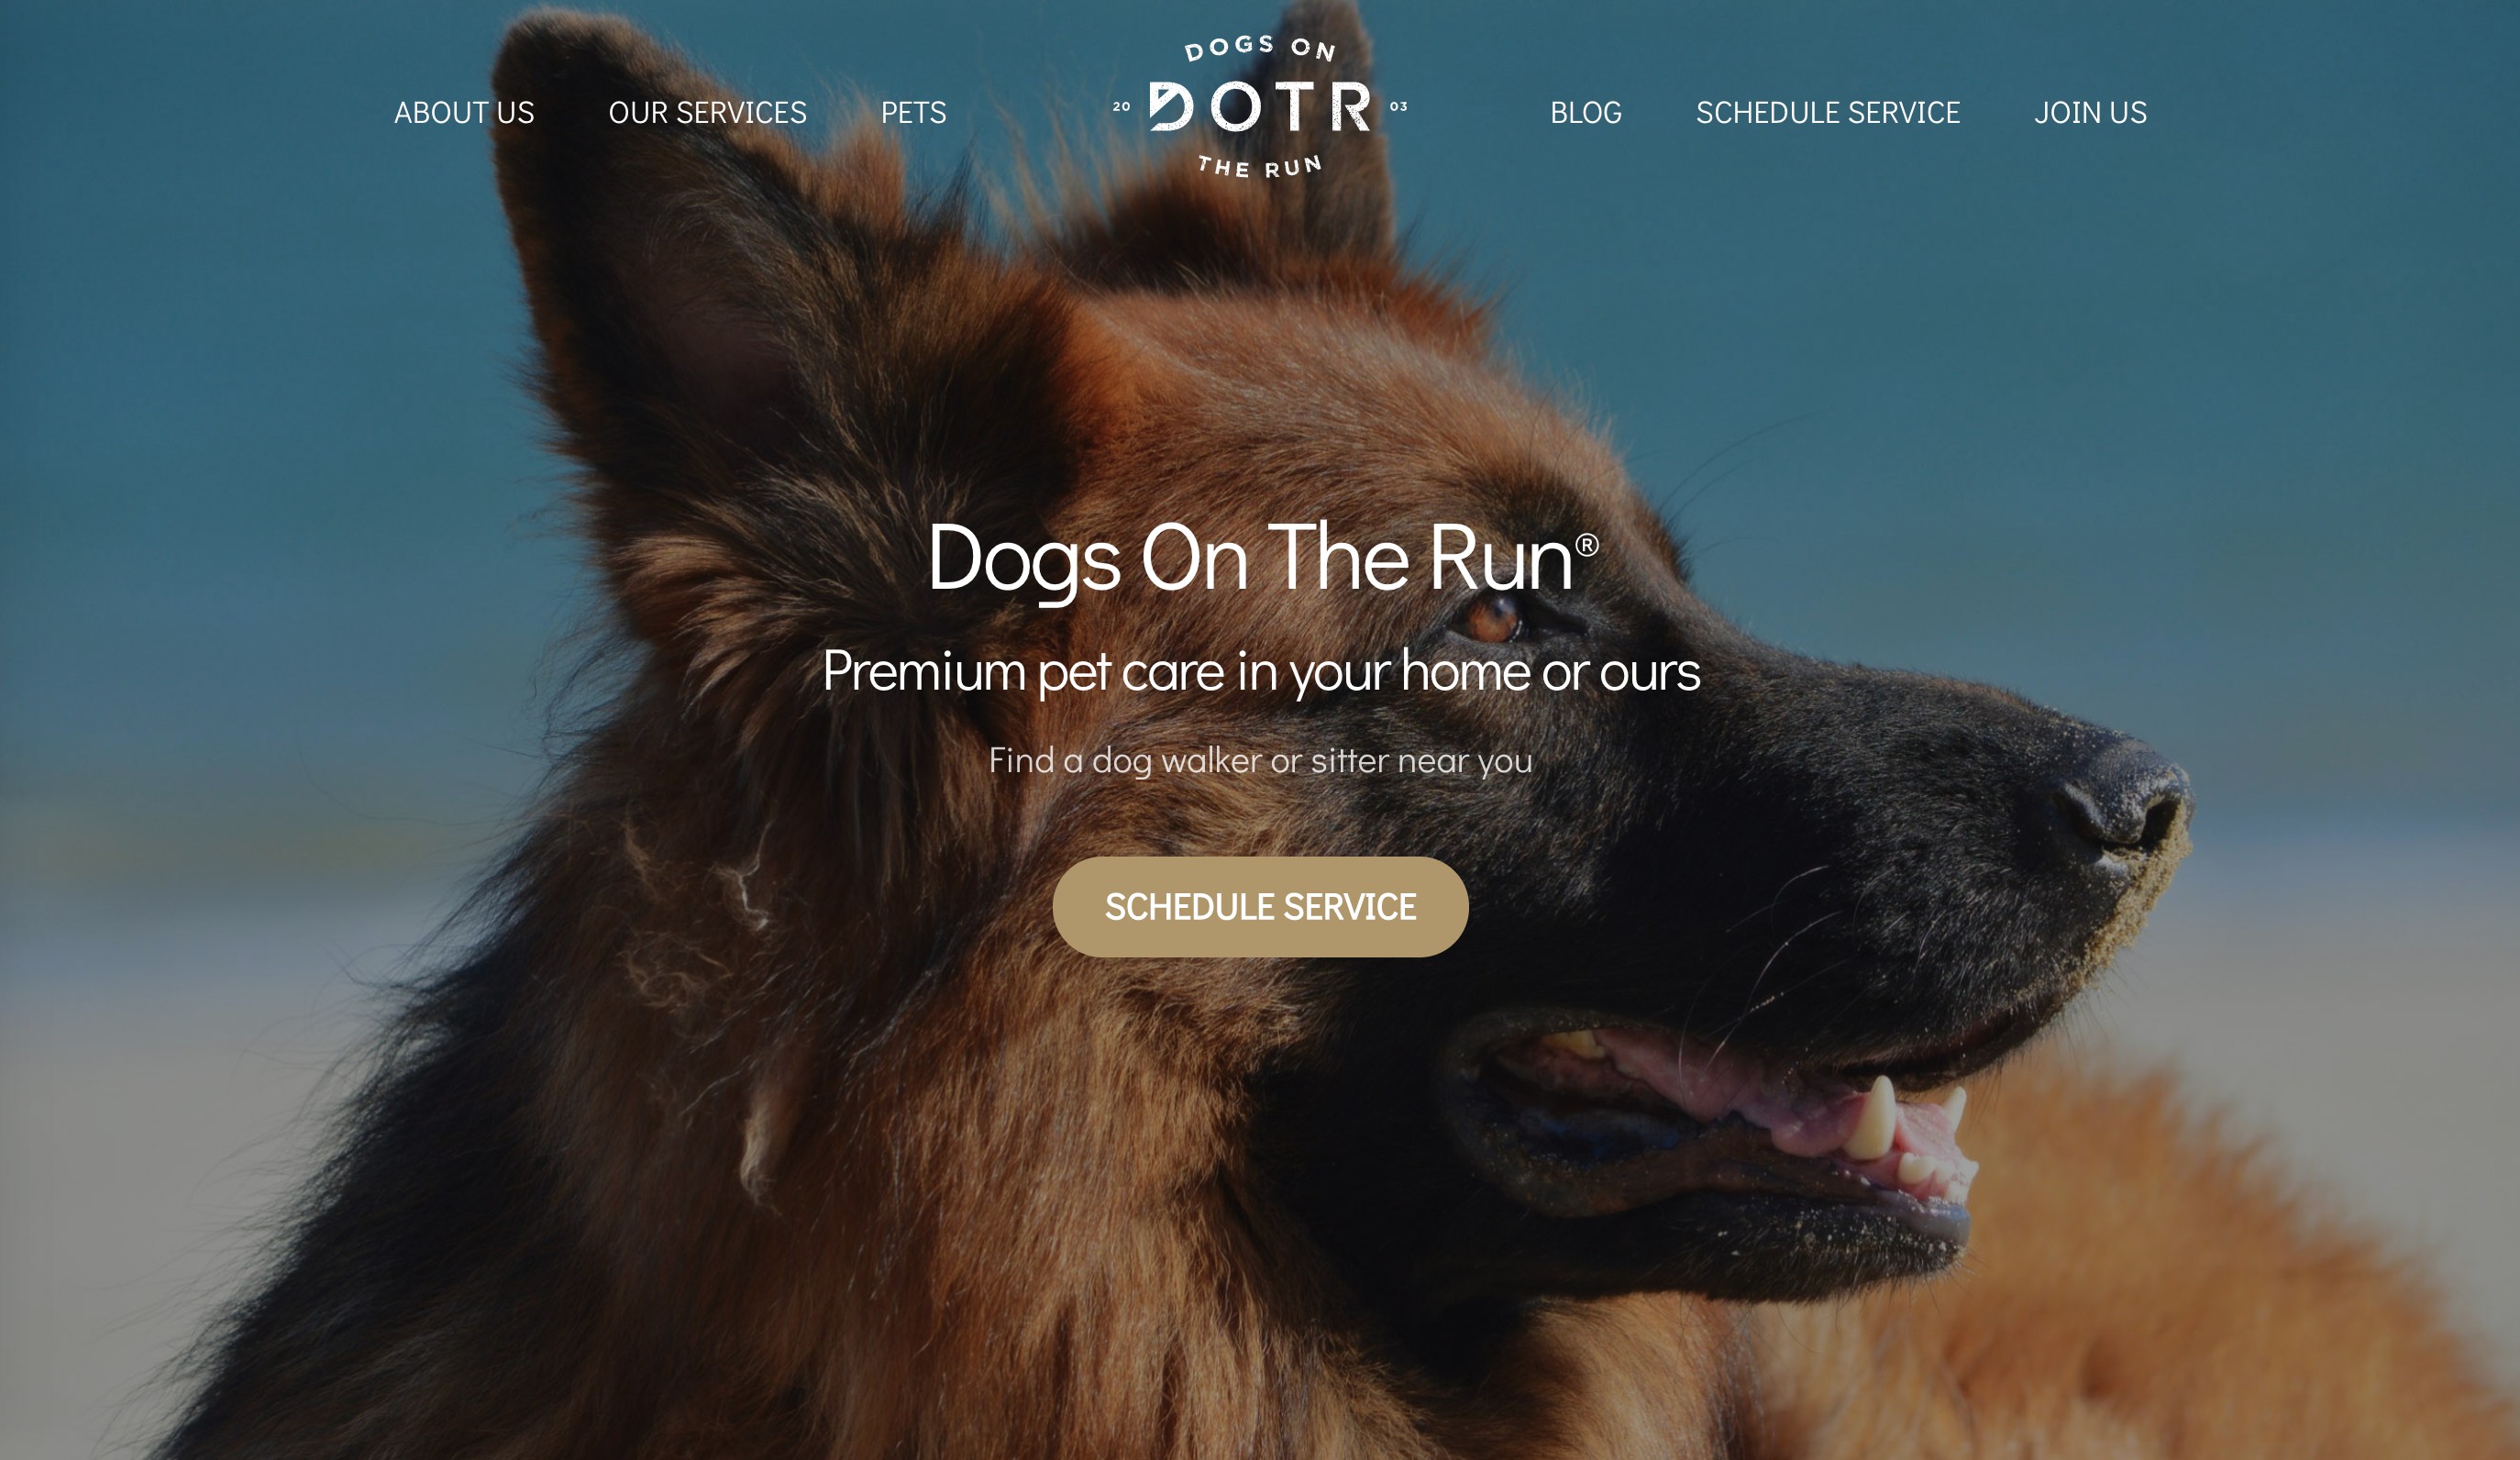 ABOUT US
OUR SERVICES
PETS
DOGS ON
20 DOTR 03
THE RUN
BLOG
SCHEDULE SERVICE
JOIN US
Dogs On The Run®
Premium pet care in your home or ours
Find a dog walker or sitter near you
SCHEDULE SERVICE